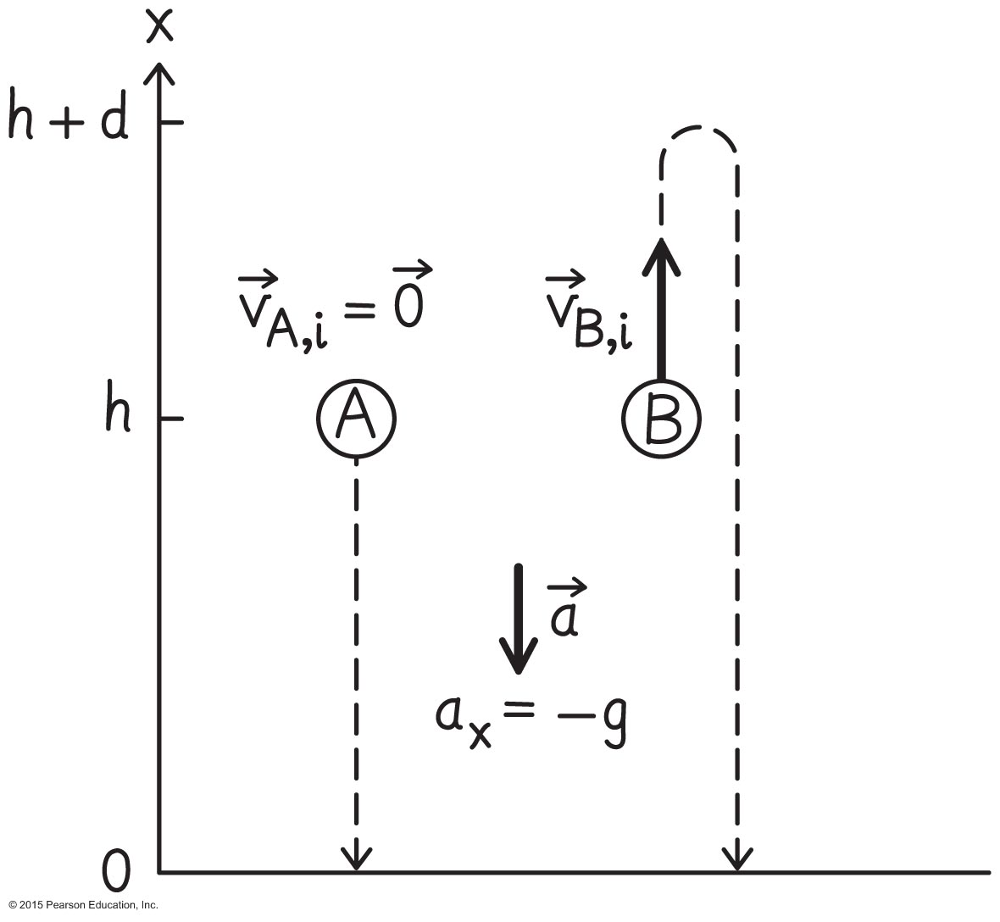 x
h + d
v⃗A,i = 0⃗
v⃗B,i
h
A
B
a⃗
ax = −g
0
© 2015 Pearson Education, Inc.